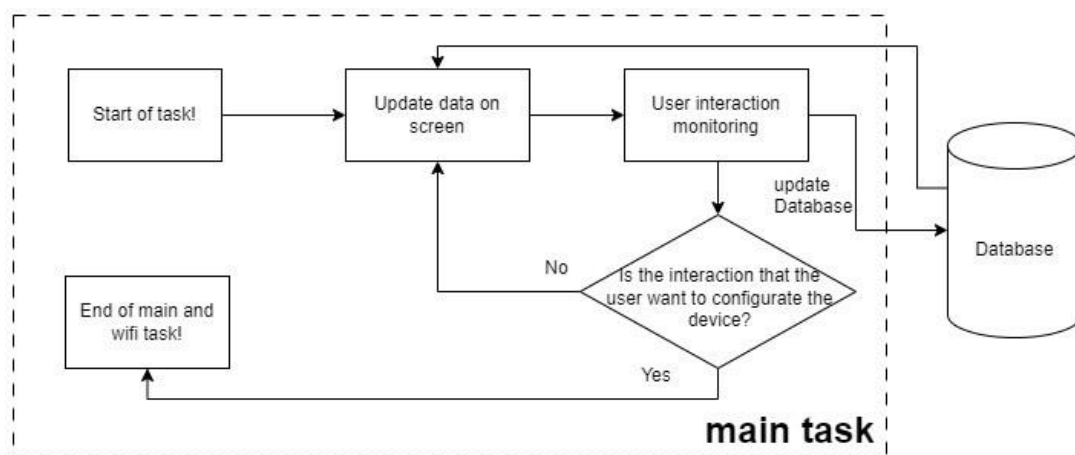 Start of task!
Update data on
screen
User interaction
monitoring
update
Database
Database
No
Is the interaction that the
user want to configurate the
device?
End of main and
wifi task!
Yes
main task